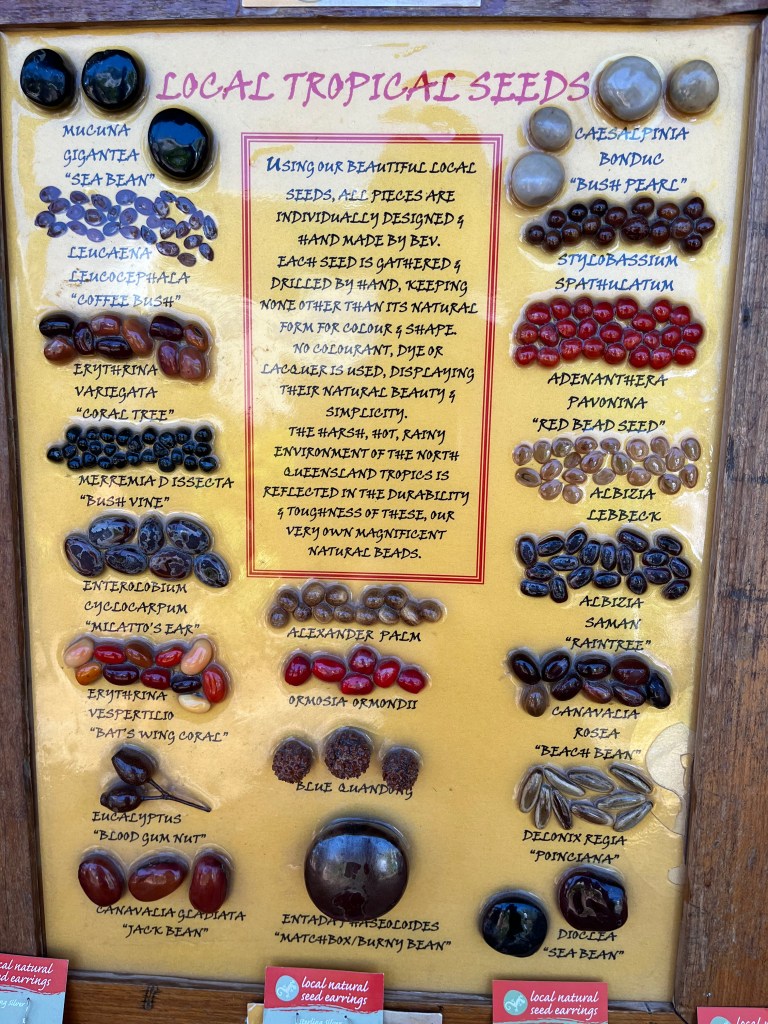 LOCAL TROPICAL SEEDS
MUCUNA
GIGANTEA
"SEA BEAN"
LEUCAENA
LEUCOCEPHALA
"COFFEE BUSH"
ERYTHRINA
VARIEGATA
"CORAL TREE"
MERREMIA DISSECTA
"BUSH VINE"
ENTEROLOBIUM
CYCLOCARPUM
"MILATTO'S EAR"
ERYTHRINA
VESPERTILIO
"BAT'S WING CORAL"
EUCALYPTUS
"BLOOD GUM NUT"
CANAVALIA GLADIATA
"JACK BEAN"
USING OUR BEAUTIFUL LOCAL
SEEDS, ALL PIECES ARE
INDIVIDUALLY DESIGNED &
HAND MADE BY BEV.
EACH SEED IS GATHERED &
DRILLED BY HAND, KEEPING
NONE OTHER THAN ITS NATURAL
FORM FOR COLOUR & SHAPE.
NO COLOURANT, DYE OR
LACQUER IS USED, DISPLAYING
THEIR NATURAL BEAUTY &
SIMPLICITY.
THE HARSH, HOT, RAINY
ENVIRONMENT OF THE NORTH
QUEENSLAND TROPICS IS
REFLECTED IN THE DURABILITY
& TOUGHNESS OF THESE, OUR
VERY OWN MAGNIFICENT
NATURAL BEADS.
ALEXANDER PALM
ORMOSIA ORMONDII
BLUE QUANDONG
ENTADA PHASEOLOIDES
"MATCHBOX/BURNY BEAN"
CAESALPINIA
BONDUC
"BUSH PEARL"
STYLOBASSIUM
SPATHULATUM
ADENANTHERA
PAVONINA
"RED BEAD SEED"
ALBIZIA
LEBBECK
ALBIZIA
SAMAN
"RAINTREE"
CANAVALIA
ROSEA
"BEACH BEAN"
DELONIX REGIA
"POINCIANA"
DIOCLEA
"SEA BEAN"
cal natural
d earrings
local natural
seed earrings
sterling silver
local natural
seed earrings
local n